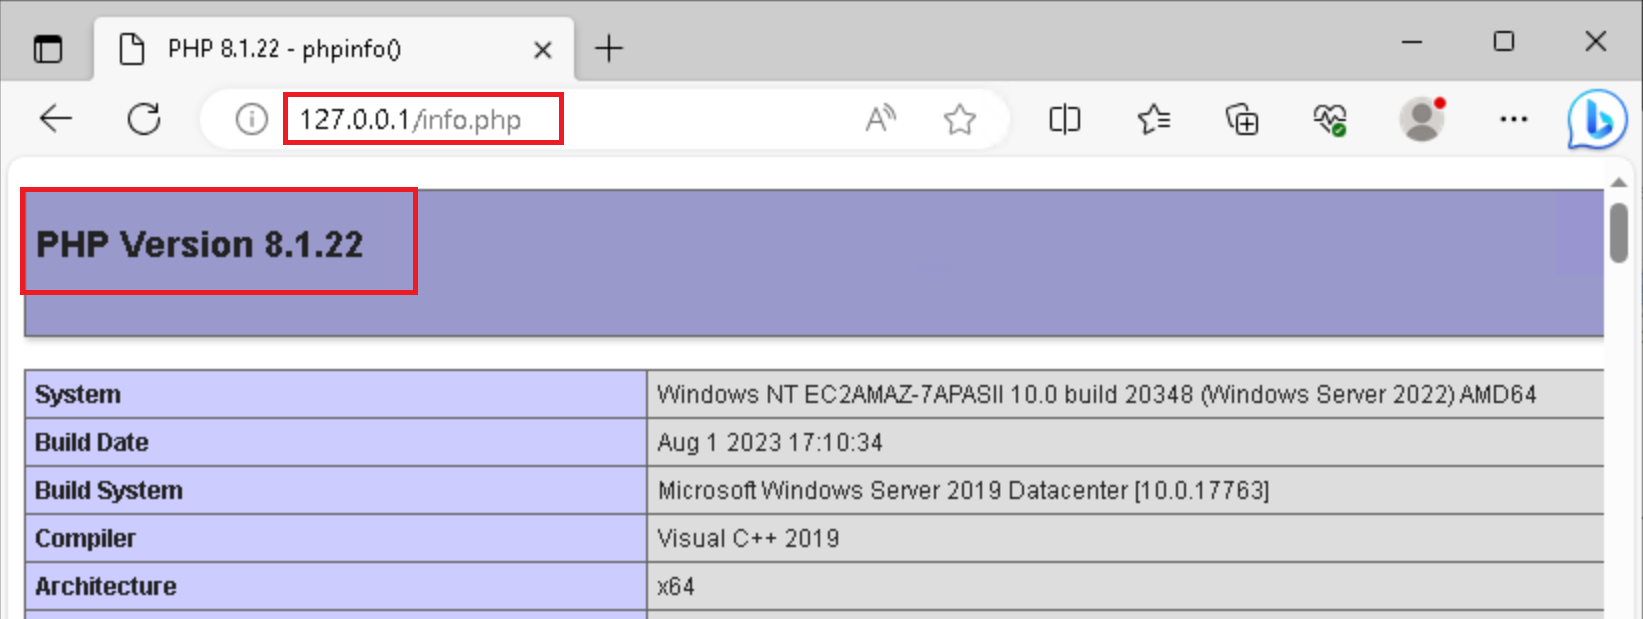 PHP 8.1.22 - phpinfo()
127.0.0.1/info.php
PHP Version 8.1.22
System Windows NT EC2AMAZ-7APASII 10.0 build 20348 (Windows Server 2022) AMD64
Build Date Aug 1 2023 17:10:34
Build System Microsoft Windows Server 2019 Datacenter [10.0.17763]
Compiler Visual C++ 2019
Architecture x64